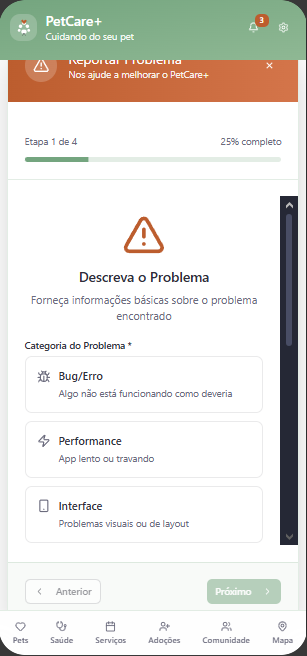 PetCare+
3
Cuidando do seu pet
Reportar Problema
Nos ajude a melhorar o PetCare+
Etapa 1 de 4
25% completo
Descreva o Problema
Forneça informações básicas sobre o problema
encontrado
Categoria do Problema *
Bug/Erro
Algo não está funcionando como deveria
Performance
App lento ou travando
Interface
Problemas visuais ou de layout
Anterior
Próximo
Pets
Saúde
Serviços
Adoções
Comunidade
Mapa